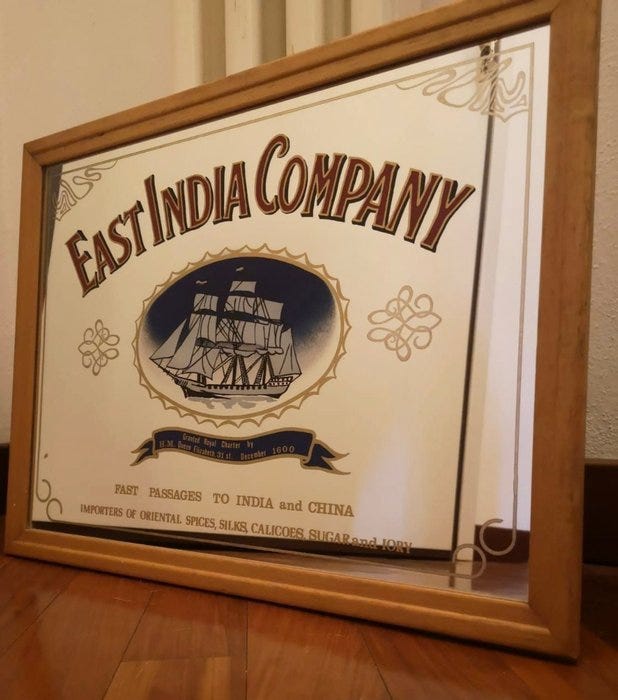 EAST INDIA COMPANY
Granted Royal Charter by
H.M. Queen Elizabeth 31st. December 1600
FAST PASSAGES TO INDIA and CHINA
IMPORTERS OF ORIENTAL SPICES, SILKS, CALICOES, SUGAR and IORY